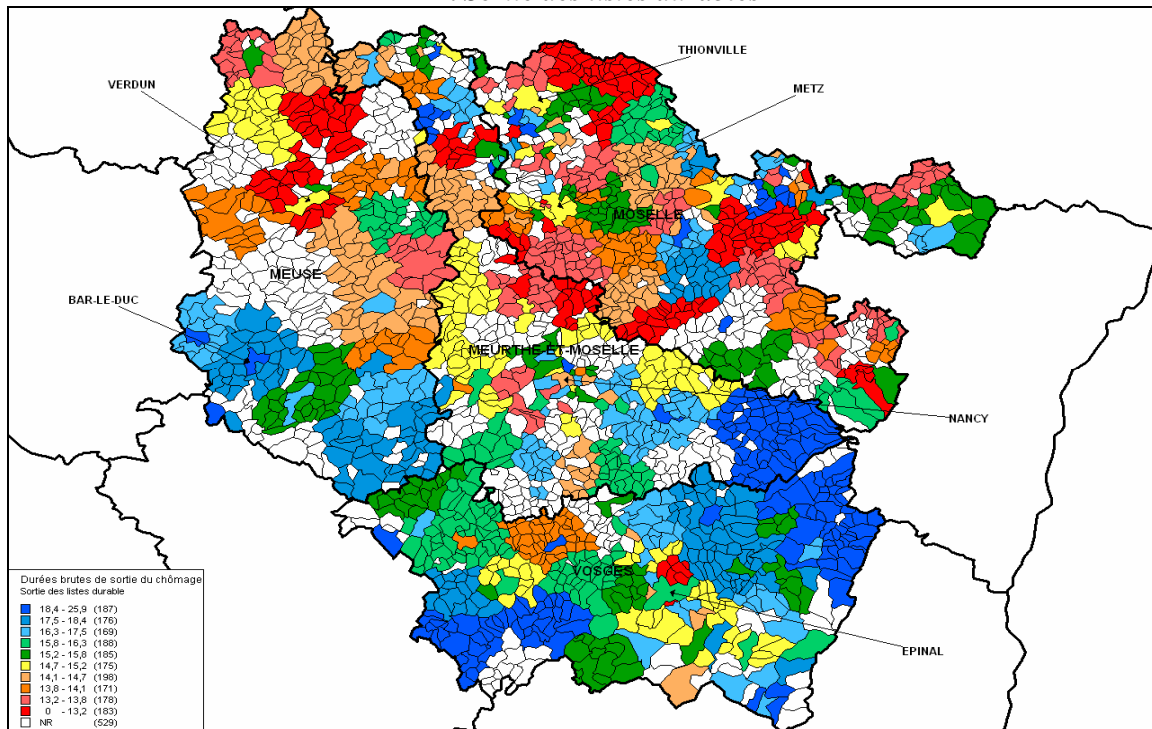 THIONVILLE
VERDUN
METZ
MOSELLE
MEUSE
BAR-LE-DUC
MEURTHE-ET-MOSELLE
NANCY
VOSGES
EPINAL
Durées brutes de sortie du chômage
Sortie des listes durable
18,4 - 25,9 (187)
17,5 - 18,4 (176)
16,3 - 17,5 (169)
15,8 - 16,3 (188)
15,2 - 15,8 (185)
14,7 - 15,2 (175)
14,1 - 14,7 (198)
13,8 - 14,1 (171)
13,2 - 13,8 (178)
0 - 13,2 (183)
NR (529)